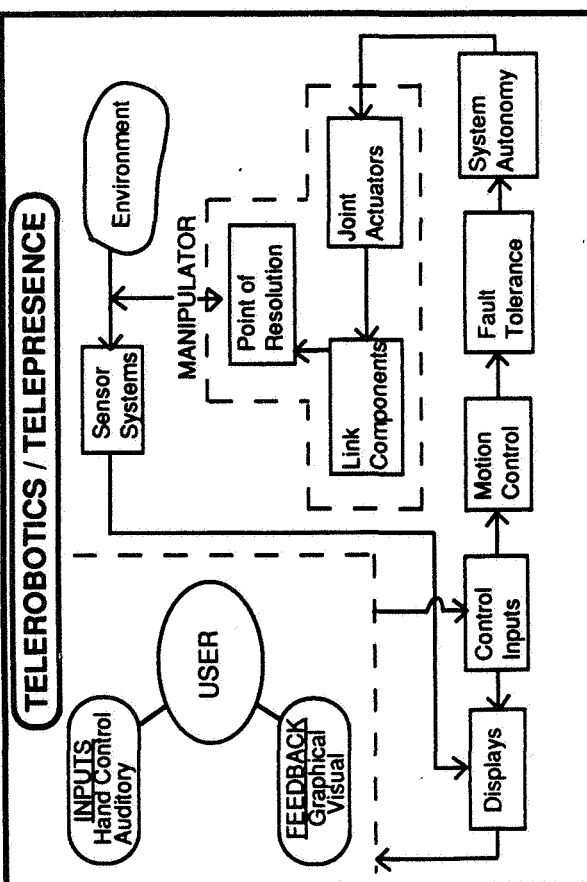 TELEROBOTICS / TELEPRESENCE
INPUTS
Hand Control
Auditory
USER
FEEDBACK
Graphical
Visual
Sensor
Systems
Environment
MANIPULATOR
Point of
Resolution
Link
Components
Joint
Actuators
Displays
Control
Inputs
Motion
Control
Fault
Tolerance
System
Autonomy